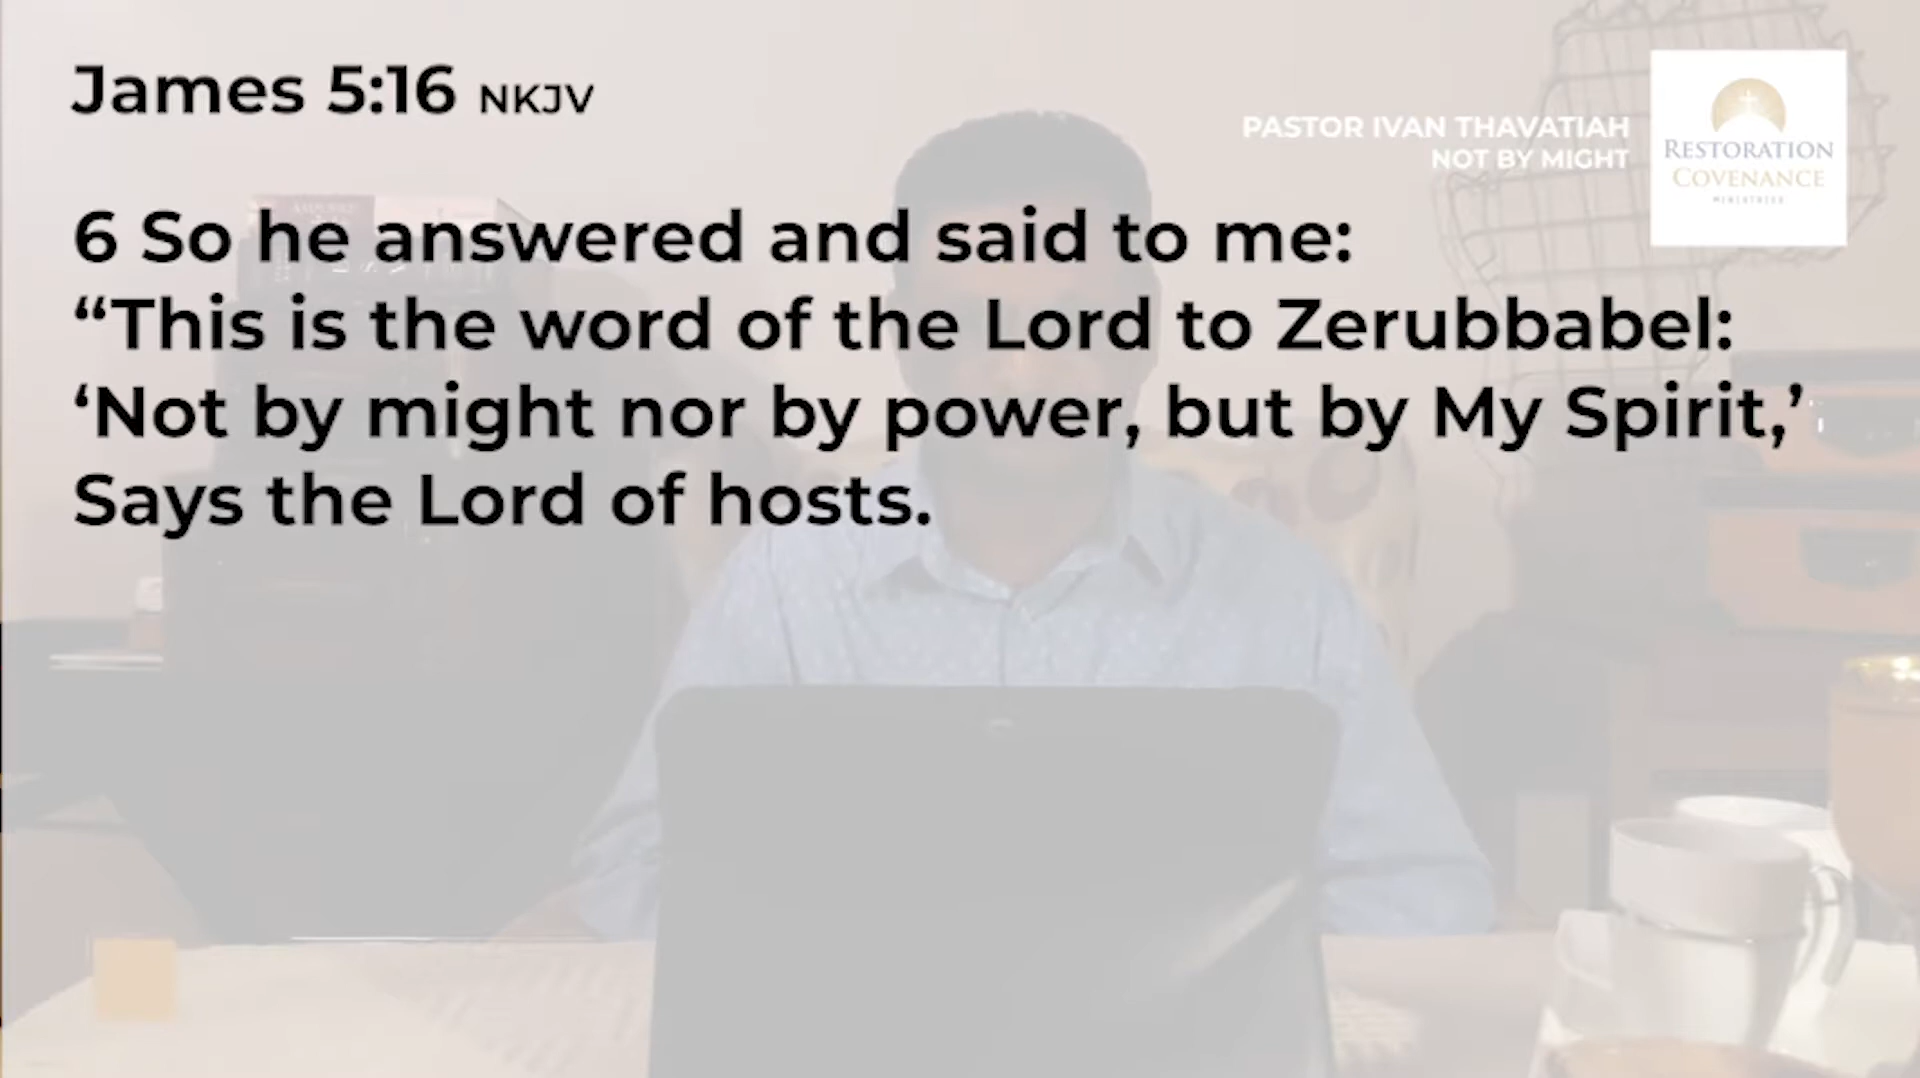 James 5:16 NKJV
PASTOR IVAN THAVATIAH
NOT BY MIGHT
RESTORATION
COVENANCE
MINISTRIES
6 So he answered and said to me:
“This is the word of the Lord to Zerubbabel:
‘Not by might nor by power, but by My Spirit,’
Says the Lord of hosts.